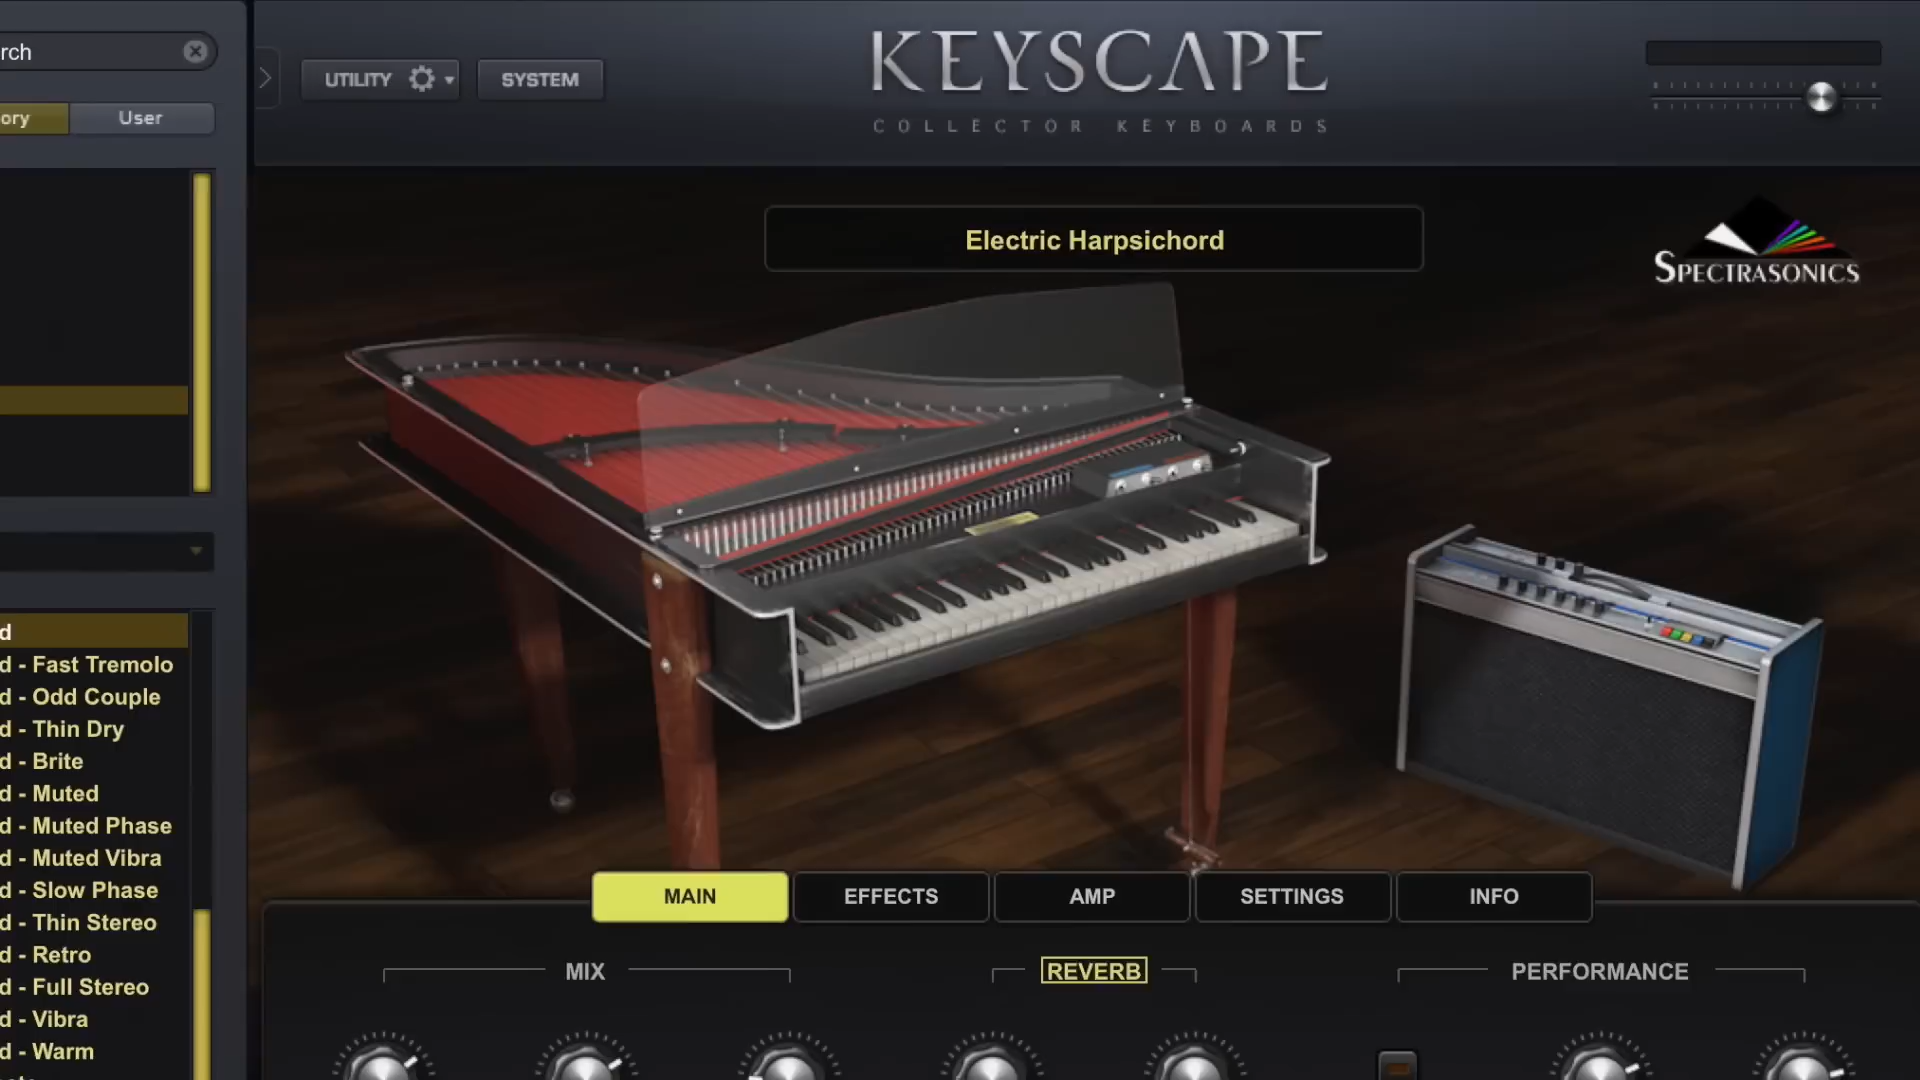 rch
UTILITY
SYSTEM
KEYSCAPE
COLLECTOR KEYBOARDS
ory
User
Electric Harpsichord
SPECTRASONICS
d
d - Fast Tremolo
d - Odd Couple
d - Thin Dry
d - Brite
d - Muted
d - Muted Phase
d - Muted Vibra
d - Slow Phase
d - Thin Stereo
d - Retro
d - Full Stereo
d - Vibra
d - Warm
MAIN
EFFECTS
AMP
SETTINGS
INFO
MIX
REVERB
PERFORMANCE